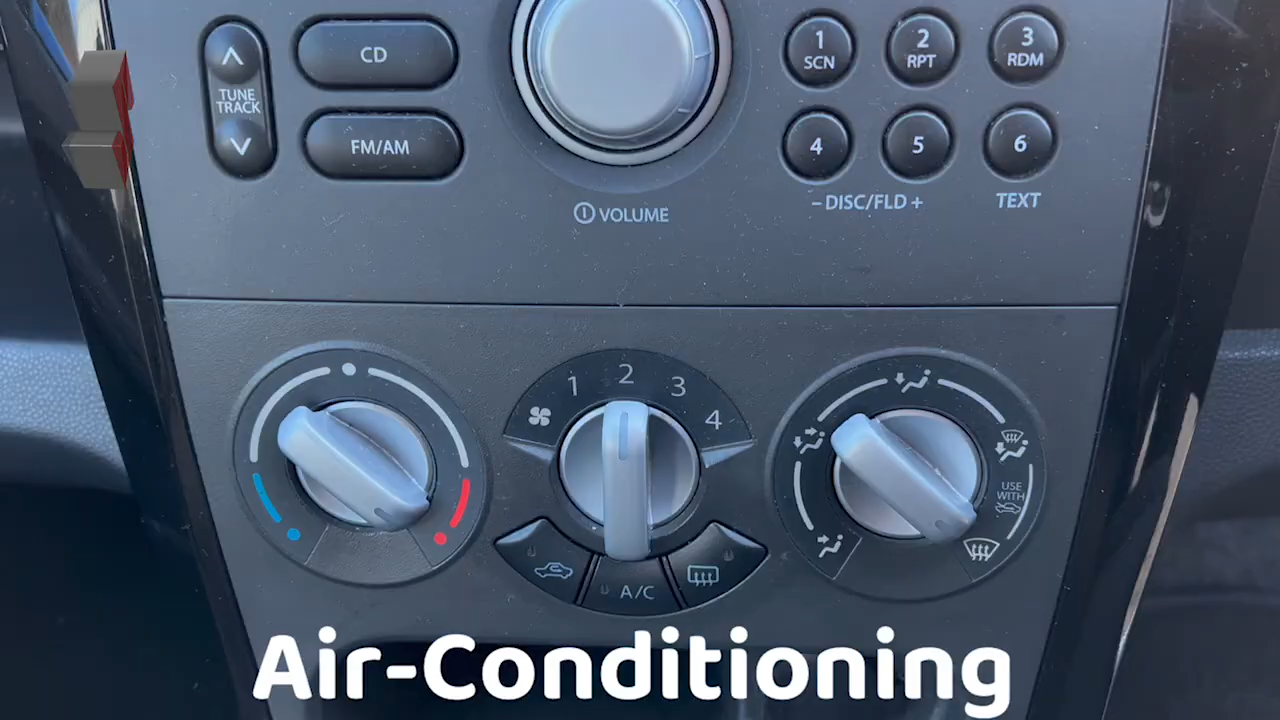 CD
1
SCN
2
RPT
3
RDM
TUNE
TRACK
FM/AM
4
5
6
VOLUME
− DISC/FLD +
TEXT
1
2
3
4
USE
WITH
A/C
Air-Conditioning